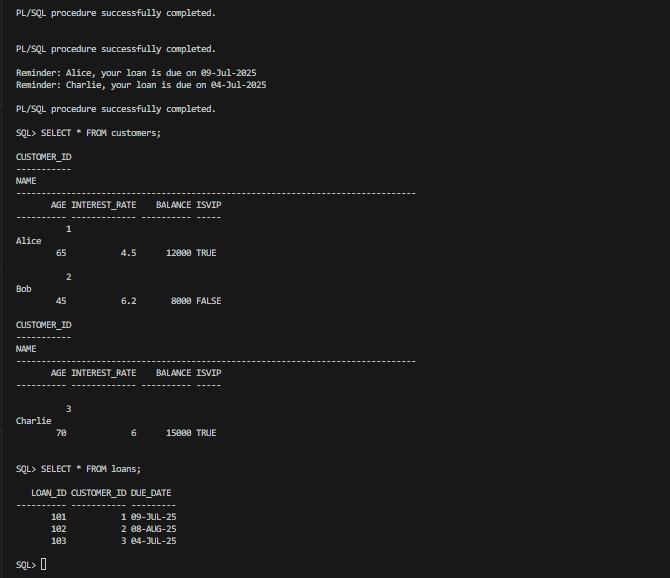 PL/SQL procedure successfully completed.
PL/SQL procedure successfully completed.
Reminder: Alice, your loan is due on 09-Jul-2025
Reminder: Charlie, your loan is due on 04-Jul-2025
PL/SQL procedure successfully completed.
SQL> SELECT * FROM customers;
CUSTOMER_ID
-----------
NAME
--------------------------------------------------------------------------------
       AGE INTEREST_RATE    BALANCE ISVIP
---------- ------------- ---------- -----
          1
Alice
        65           4.5      12000 TRUE
          2
Bob
        45           6.2       8000 FALSE
CUSTOMER_ID
-----------
NAME
--------------------------------------------------------------------------------
       AGE INTEREST_RATE    BALANCE ISVIP
---------- ------------- ---------- -----
          3
Charlie
        70             6      15000 TRUE
SQL> SELECT * FROM loans;
   LOAN_ID CUSTOMER_ID DUE_DATE
---------- ----------- ---------
       101           1 09-JUL-25
       102           2 08-AUG-25
       103           3 04-JUL-25
SQL>